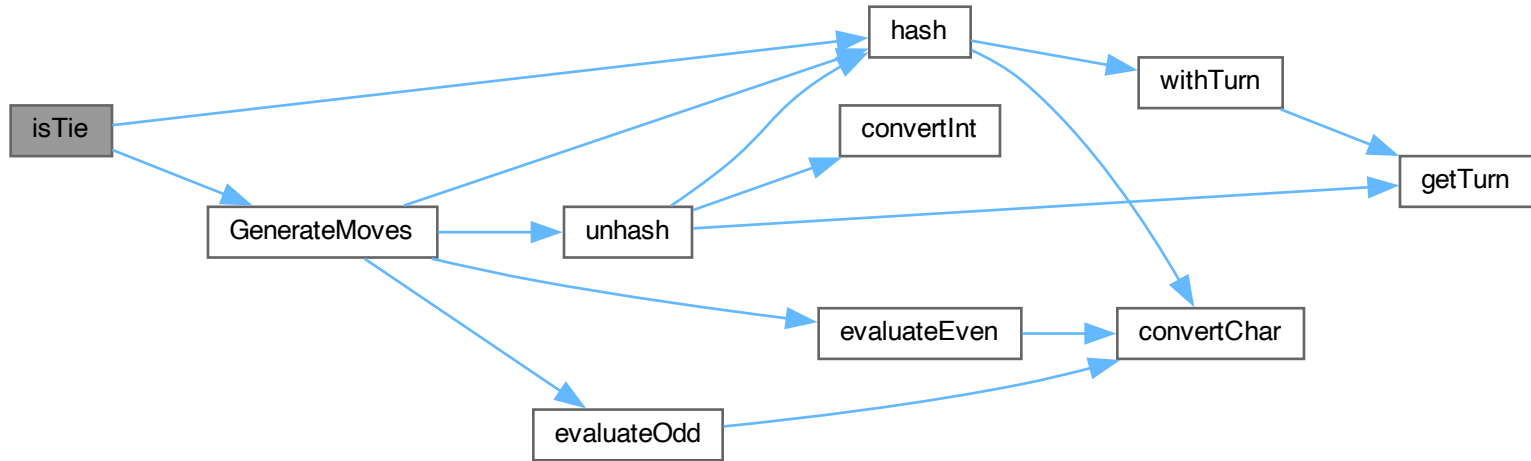 isTie
GenerateMoves
hash
unhash
convertInt
withTurn
getTurn
evaluateEven
convertChar
evaluateOdd